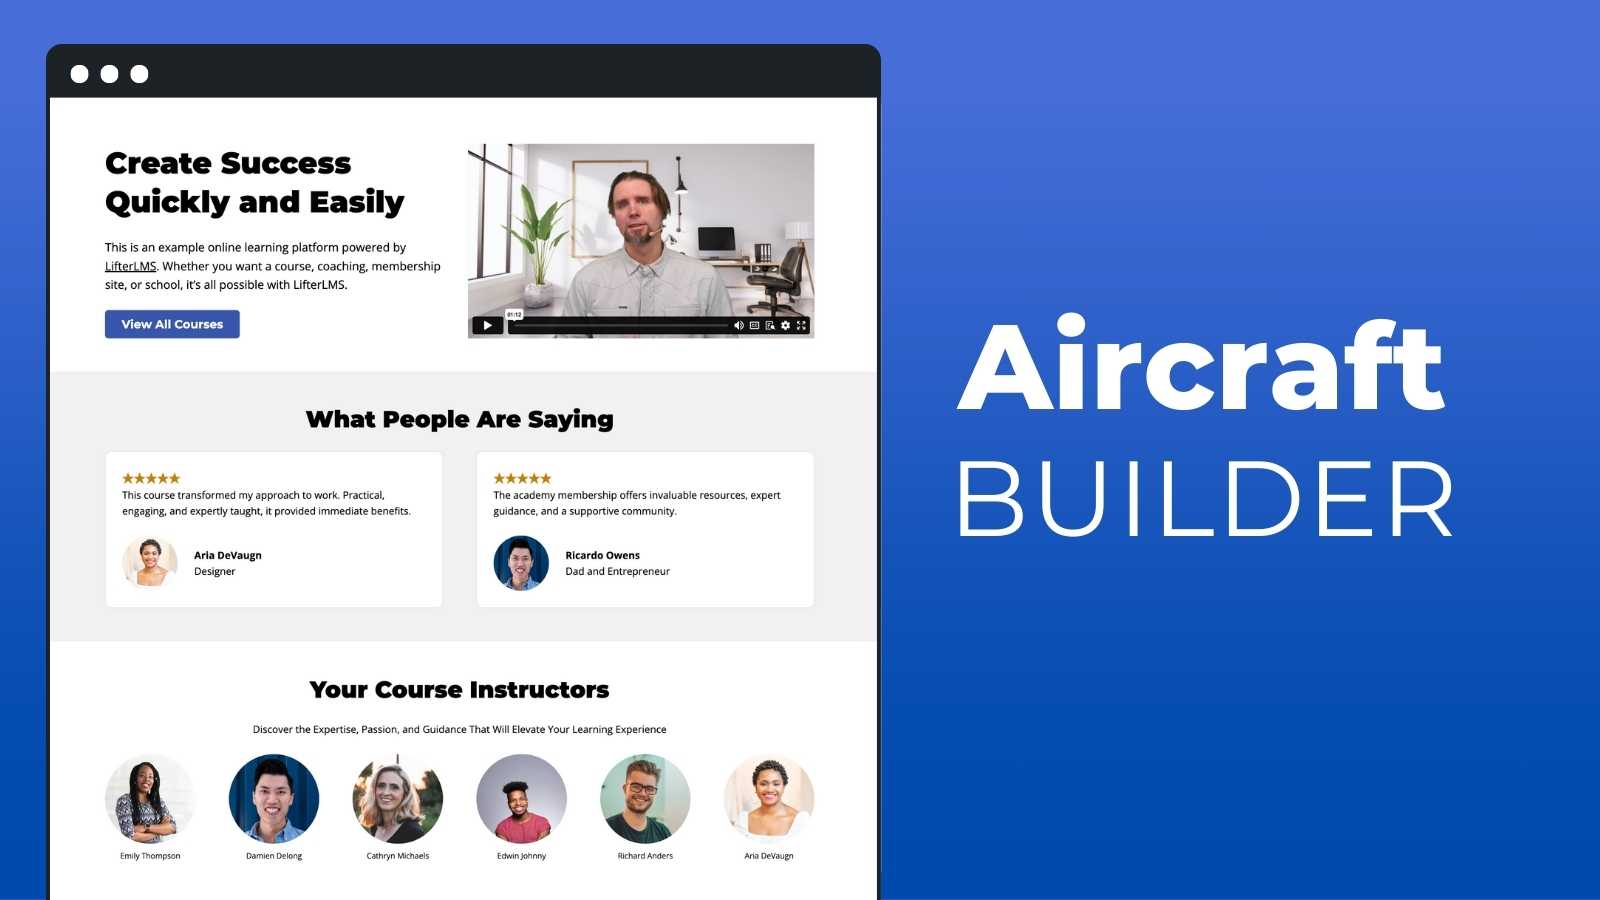 Create Success
Quickly and Easily
This is an example online learning platform powered by
LifterLMS. Whether you want a course, coaching, membership
site, or school, it's all possible with LifterLMS.
View All Courses
01:12
What People Are Saying
This course transformed my approach to work. Practical,
engaging, and expertly taught, it provided immediate benefits.
Aria DeVaugn
Designer
The academy membership offers invaluable resources, expert
guidance, and a supportive community.
Ricardo Owens
Dad and Entrepreneur
Your Course Instructors
Discover the Expertise, Passion, and Guidance That Will Elevate Your Learning Experience
Emily Thompson
Damien Delong
Cathryn Michaels
Edwin Johnny
Richard Anders
Aria DeVaugn
Aircraft
BUILDER